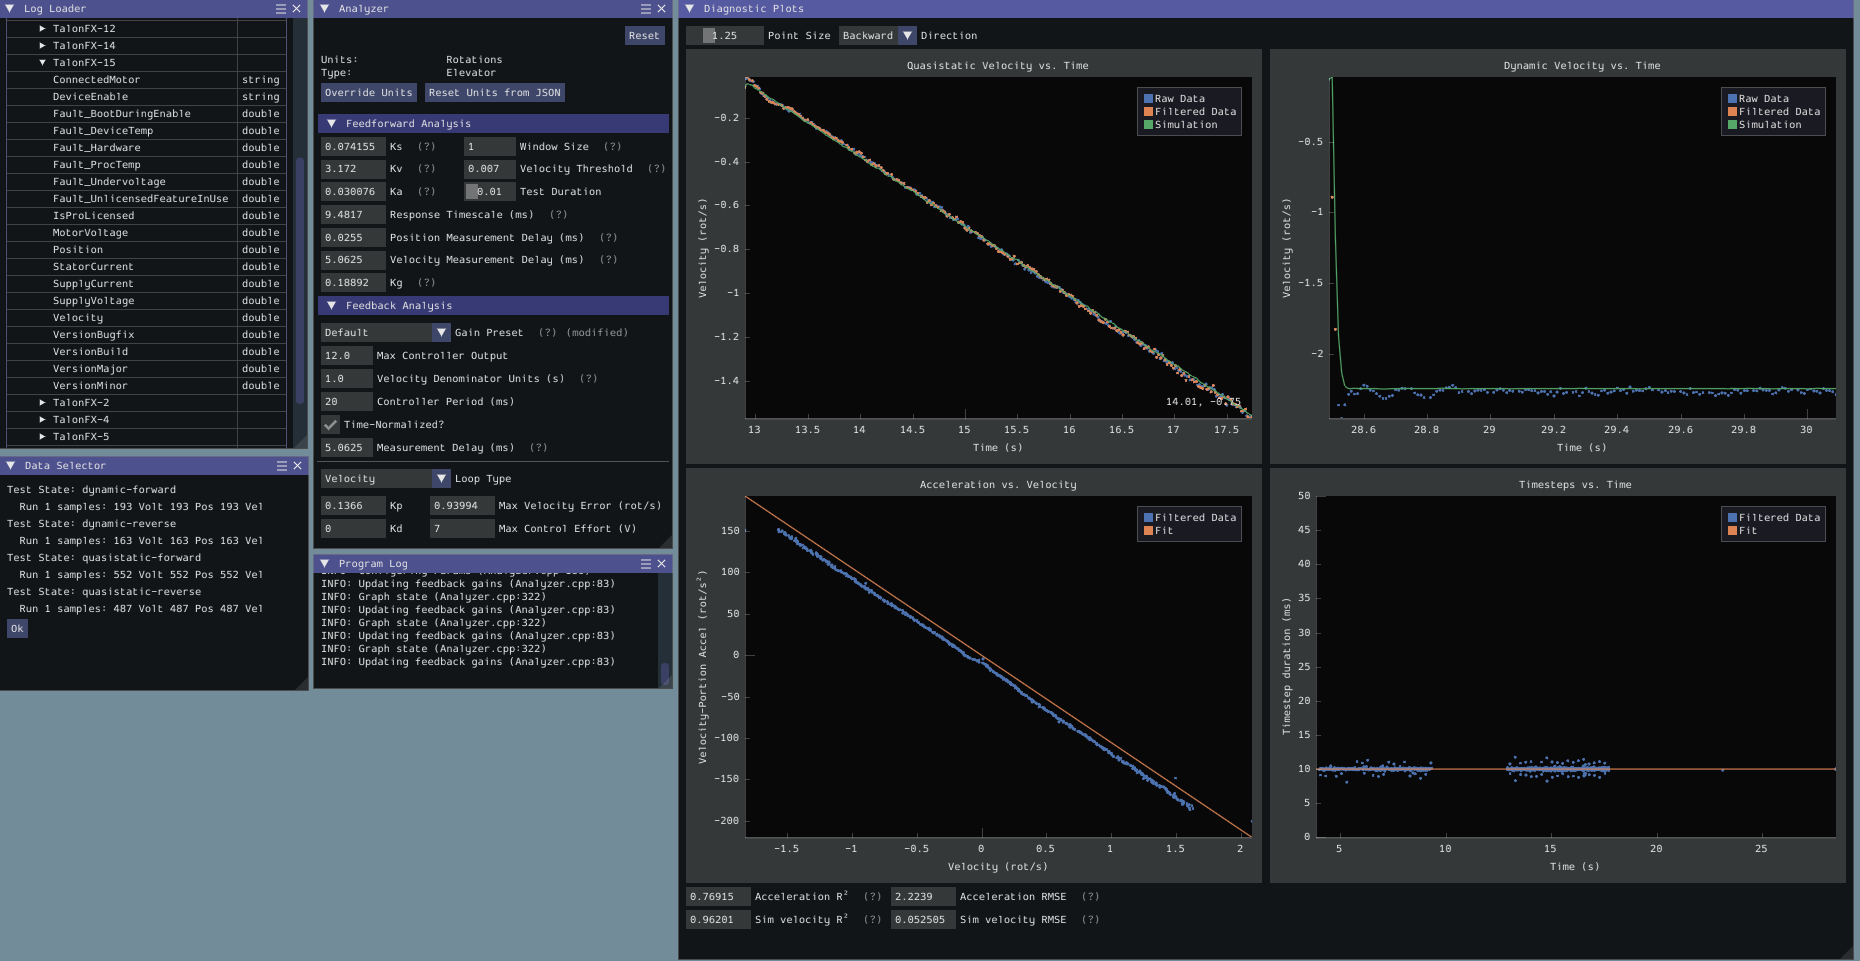 Log Loader
TalonFX-12
TalonFX-14
TalonFX-15
ConnectedMotor string
DeviceEnable string
Fault_BootDuringEnable double
Fault_DeviceTemp double
Fault_Hardware double
Fault_ProcTemp double
Fault_Undervoltage double
Fault_UnlicensedFeatureInUse double
IsProLicensed double
MotorVoltage double
Position double
StatorCurrent double
SupplyCurrent double
SupplyVoltage double
Velocity double
VersionBugfix double
VersionBuild double
VersionMajor double
VersionMinor double
TalonFX-2
TalonFX-4
TalonFX-5
Data Selector
Test State: dynamic-forward
Run 1 samples: 193 Volt 193 Pos 193 Vel
Test State: dynamic-reverse
Run 1 samples: 163 Volt 163 Pos 163 Vel
Test State: quasistatic-forward
Run 1 samples: 552 Volt 552 Pos 552 Vel
Test State: quasistatic-reverse
Run 1 samples: 487 Volt 487 Pos 487 Vel
Ok
Analyzer
Reset
Units: Rotations
Type: Elevator
Override Units Reset Units from JSON
Feedforward Analysis
0.074155 Ks (?) 1 Window Size (?)
3.172 Kv (?) 0.007 Velocity Threshold (?)
0.030076 Ka (?) 0.01 Test Duration
9.4817 Response Timescale (ms) (?)
0.0255 Position Measurement Delay (ms) (?)
5.0625 Velocity Measurement Delay (ms) (?)
0.18892 Kg (?)
Feedback Analysis
Default Gain Preset (?) (modified)
12.0 Max Controller Output
1.0 Velocity Denominator Units (s) (?)
20 Controller Period (ms)
Time-Normalized?
5.0625 Measurement Delay (ms) (?)
Velocity Loop Type
0.1366 Kp 0.93994 Max Velocity Error (rot/s)
0 Kd 7 Max Control Effort (V)
Program Log
INFO: Updating feedback gains (Analyzer.cpp:83)
INFO: Graph state (Analyzer.cpp:322)
INFO: Updating feedback gains (Analyzer.cpp:83)
INFO: Graph state (Analyzer.cpp:322)
INFO: Updating feedback gains (Analyzer.cpp:83)
INFO: Graph state (Analyzer.cpp:322)
INFO: Updating feedback gains (Analyzer.cpp:83)
Diagnostic Plots
1.25 Point Size Backward Direction
Quasistatic Velocity vs. Time
Raw Data
Filtered Data
Simulation
Velocity (rot/s)
-0.2
-0.4
-0.6
-0.8
-1
-1.2
-1.4
14.01,
13 13.5 14 14.5 15 15.5 16 16.5 17 17.5
Time (s)
Dynamic Velocity vs. Time
Raw Data
Filtered Data
Simulation
Velocity (rot/s)
-0.5
-1
-1.5
-2
28.6 28.8 29 29.2 29.4 29.6 29.8 30
Time (s)
Acceleration vs. Velocity
Filtered Data
Fit
Velocity-Portion Accel (rot/s²)
150
100
50
0
-50
-100
-150
-200
-1.5 -1 -0.5 0 0.5 1 1.5 2
Velocity (rot/s)
Timesteps vs. Time
Filtered Data
Fit
Timestep duration (ms)
50
45
40
35
30
25
20
15
10
5
0
5 10 15 20 25
Time (s)
0.76915 Acceleration R² (?) 2.2239 Acceleration RMSE (?)
0.96201 Sim velocity R² (?) 0.052505 Sim velocity RMSE (?)